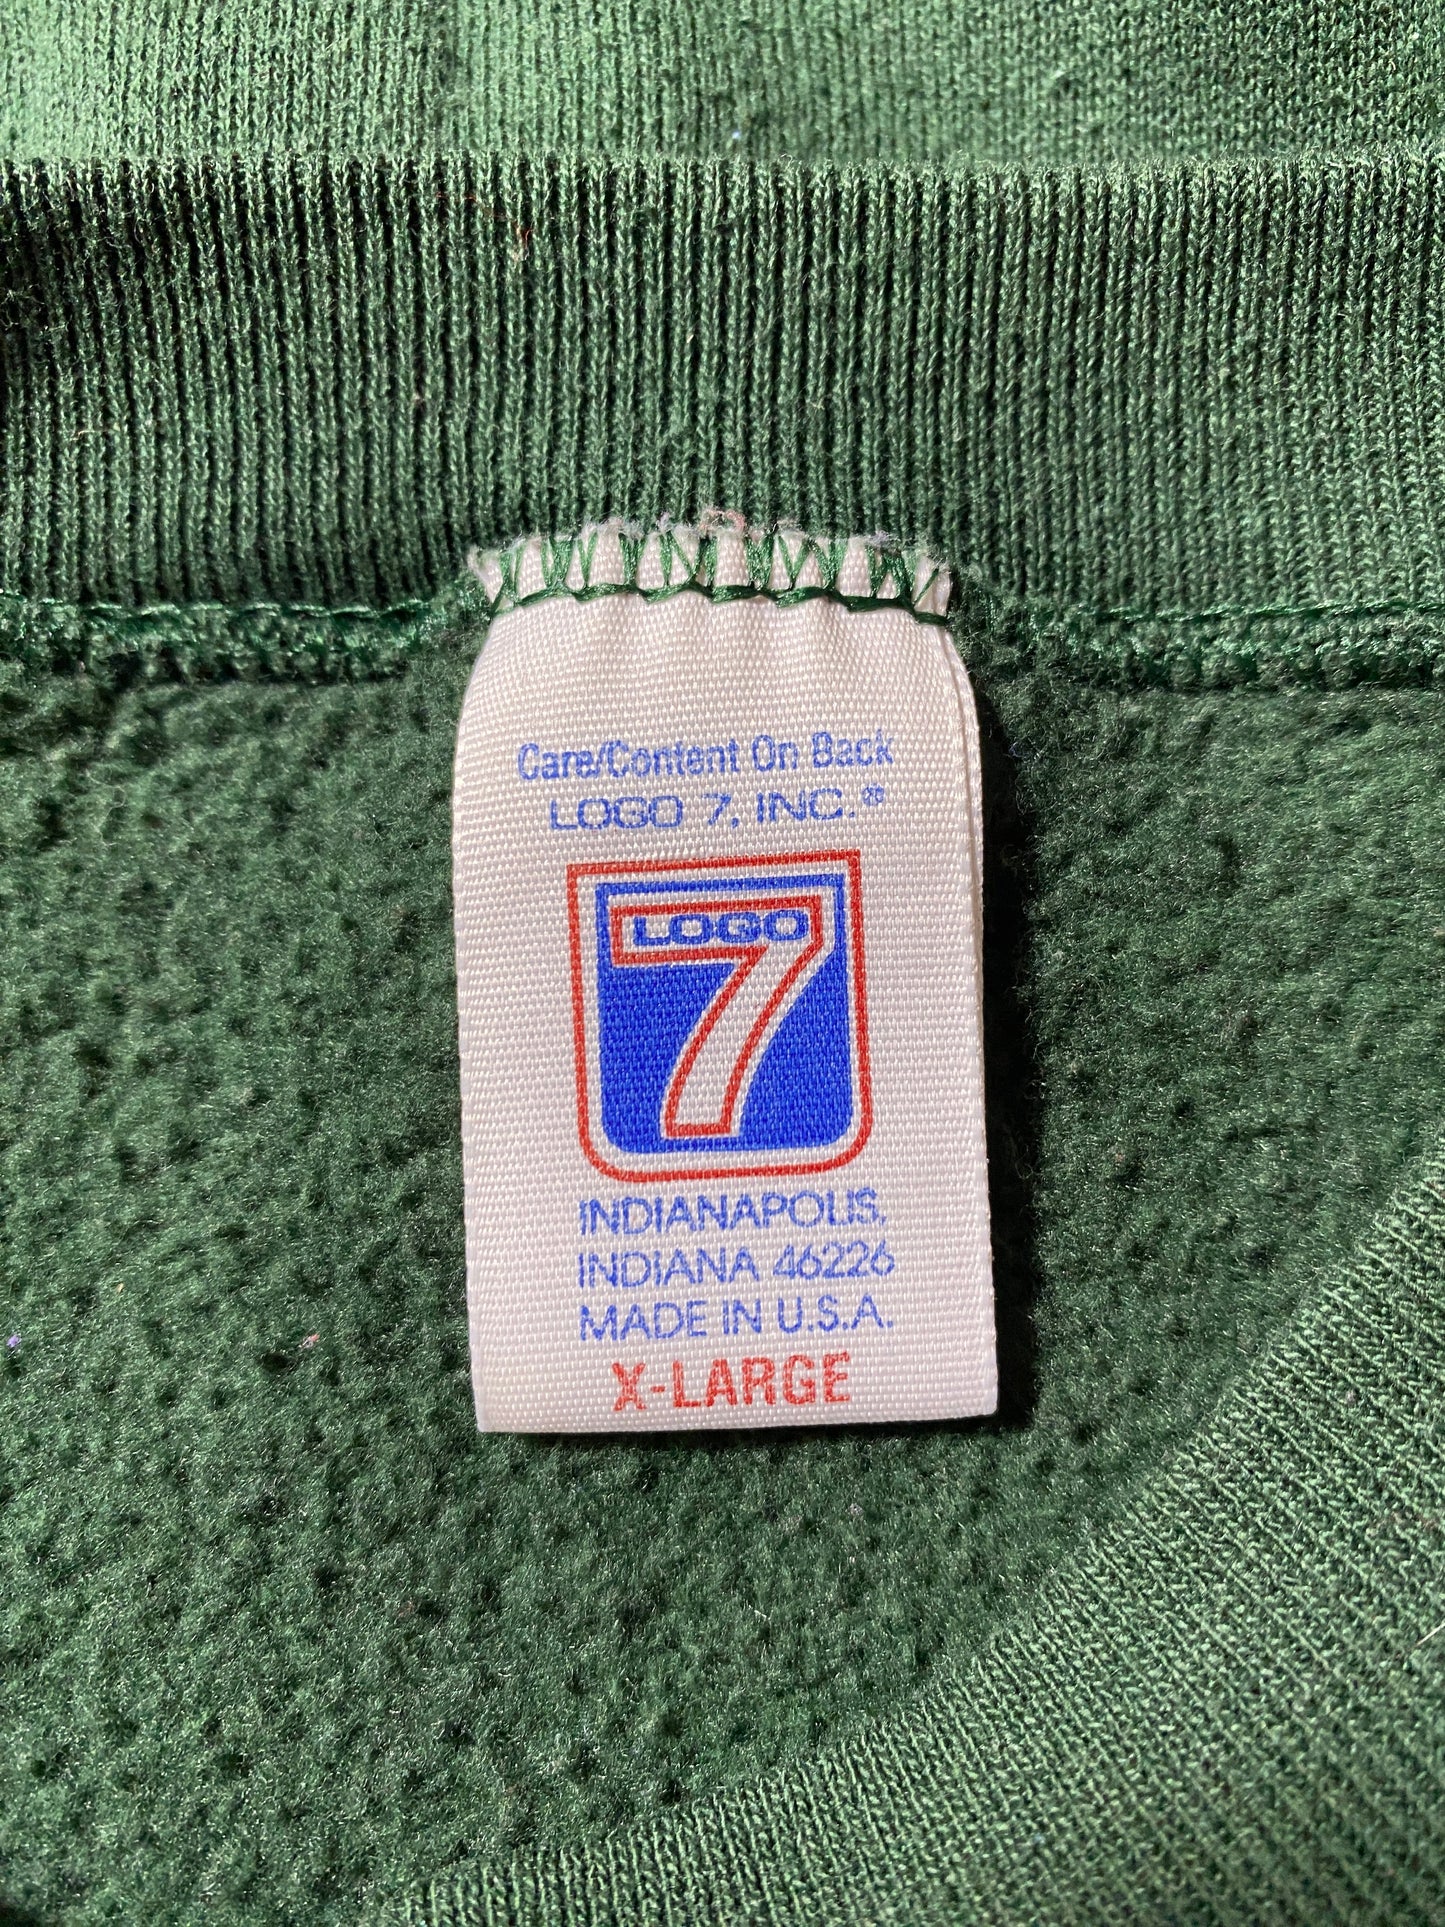 Care/Content On Back
LOGO 7, INC.®
LOGO
7
INDIANAPOLIS,
INDIANA 46226
MADE IN U.S.A.
X-LARGE